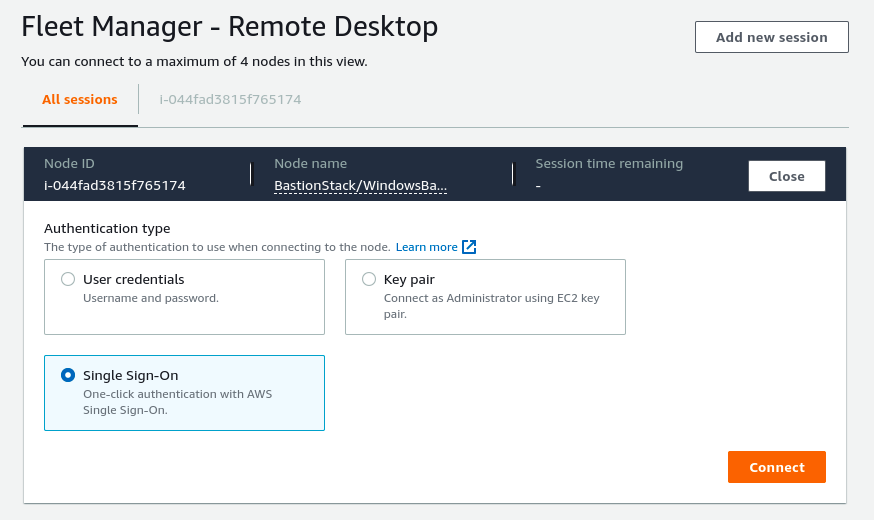 Fleet Manager - Remote Desktop
Add new session
You can connect to a maximum of 4 nodes in this view.
All sessions
i-044fad3815f765174
Node ID
i-044fad3815f765174
Node name
BastionStack/WindowsBa...
Session time remaining
-
Close
Authentication type
The type of authentication to use when connecting to the node. Learn more
User credentials
Username and password.
Key pair
Connect as Administrator using EC2 key
pair.
Single Sign-On
One-click authentication with AWS
Single Sign-On.
Connect